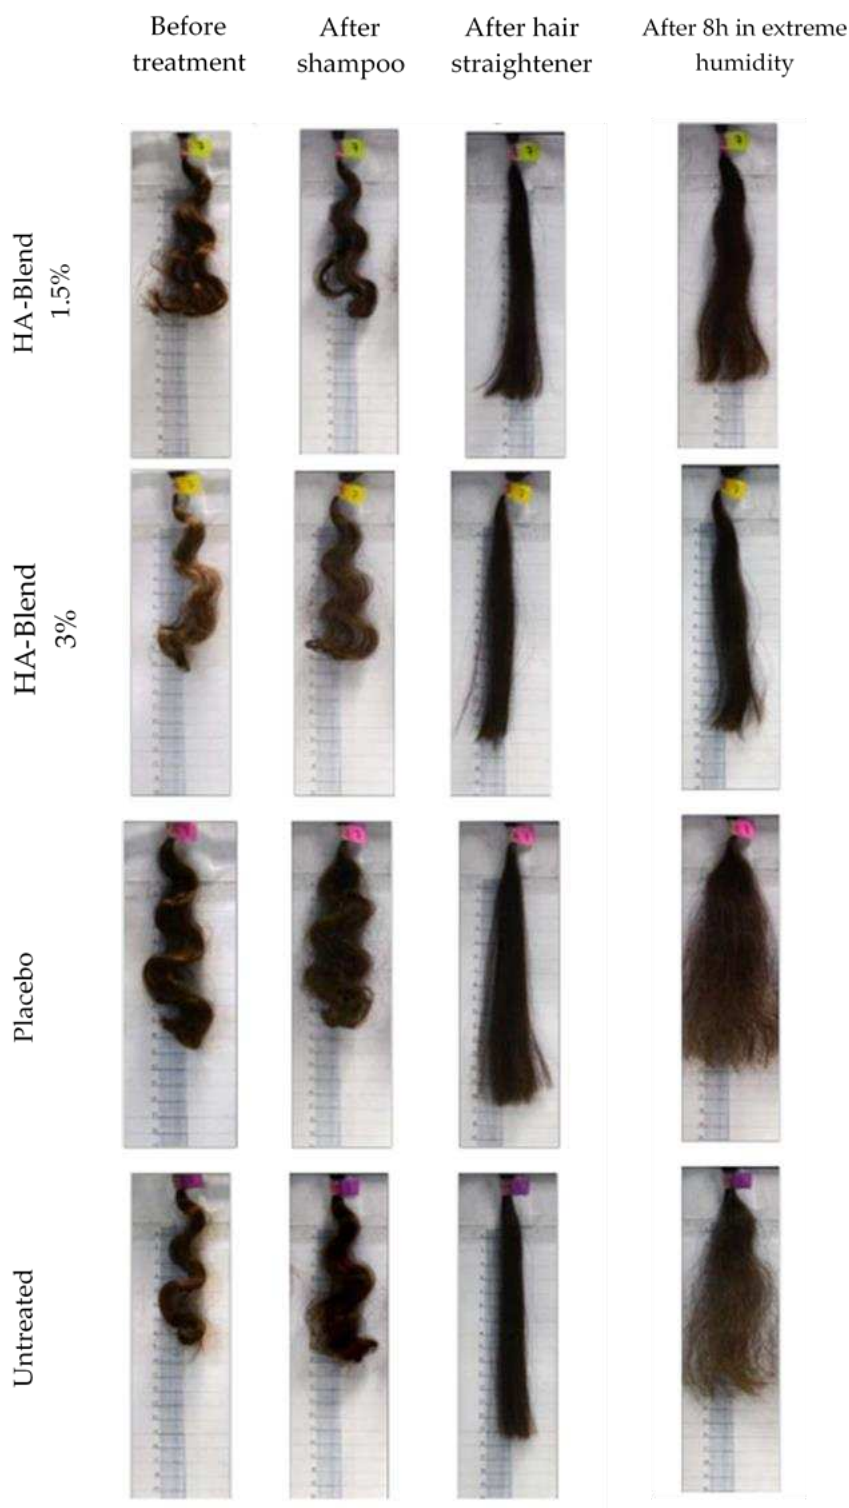 Before
treatment
After
shampoo
After hair
straightener
After 8h in extreme
humidity
HA-Blend
1.5%
HA-Blend
3%
Placebo
Untreated